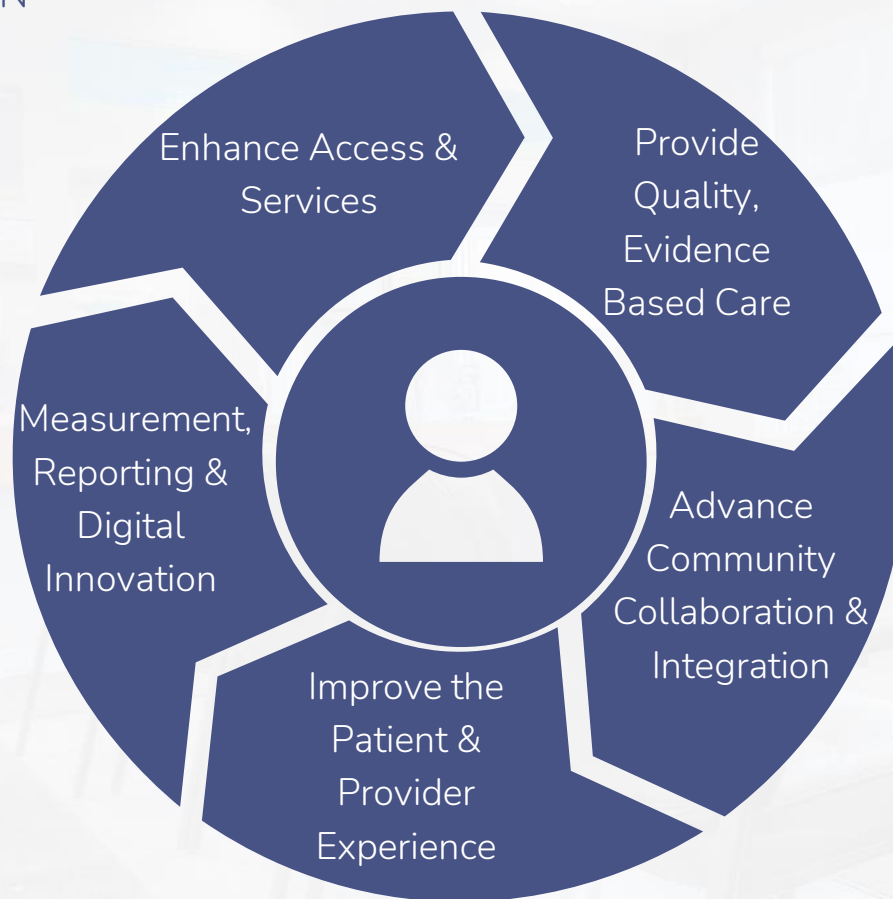 Enhance Access &
Services
Provide
Quality,
Evidence
Based Care
Advance
Community
Collaboration &
Integration
Improve the
Patient &
Provider
Experience
Measurement,
Reporting &
Digital
Innovation